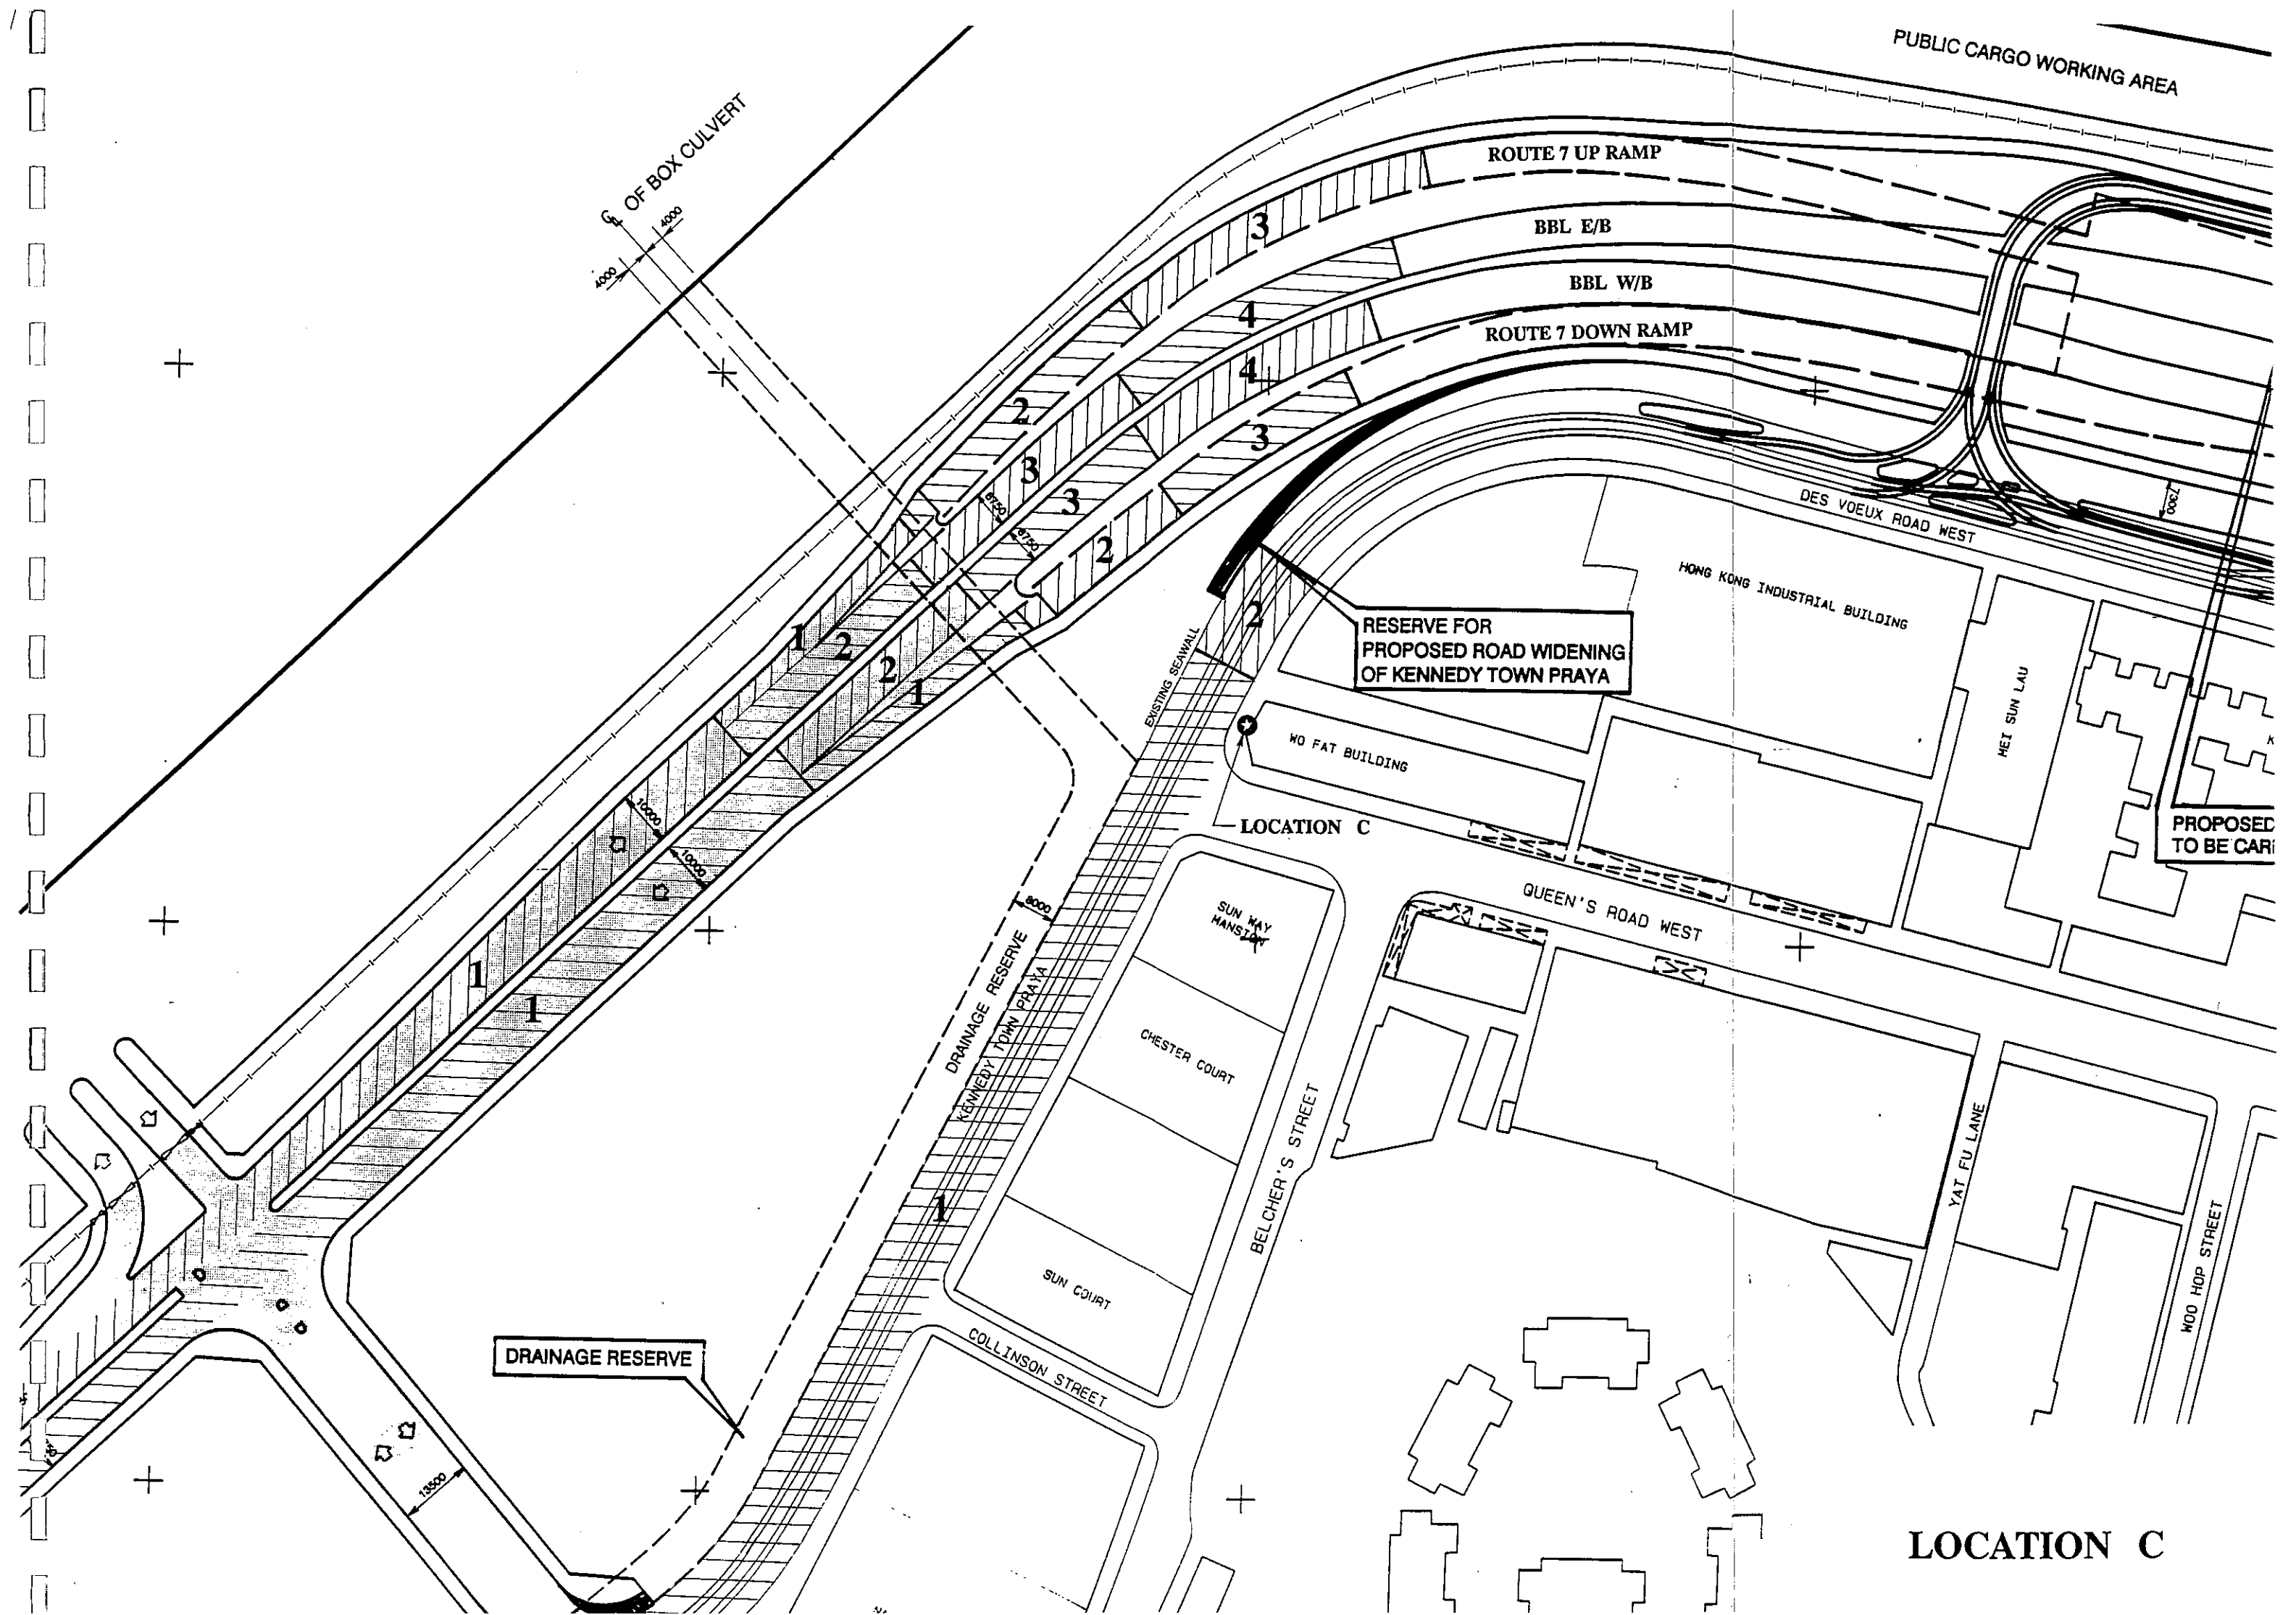 PUBLIC CARGO WORKING AREA
℄ OF BOX CULVERT
4000
4000
ROUTE 7 UP RAMP
3
BBL E/B
BBL W/B
4
ROUTE 7 DOWN RAMP
4
2
3
3
3
6750
6750
2
7300
DES VOEUX ROAD WEST
HONG KONG INDUSTRIAL BUILDING
RESERVE FOR
PROPOSED ROAD WIDENING
OF KENNEDY TOWN PRAYA
2
EXISTING SEAWALL
1
2
2
1
HEI SUN LAU
K
WO FAT BUILDING
LOCATION C
PROPOSED
TO BE CAR
10000
10000
QUEEN'S ROAD WEST
SUN WAY
MANSION
8000
1
1
DRAINAGE RESERVE
KENNEDY TOWN PRAYA
CHESTER COURT
BELCHER'S STREET
YAT FU LANE
WOO HOP STREET
1
SUN COURT
COLLINSON STREET
DRAINAGE RESERVE
13500
LOCATION C